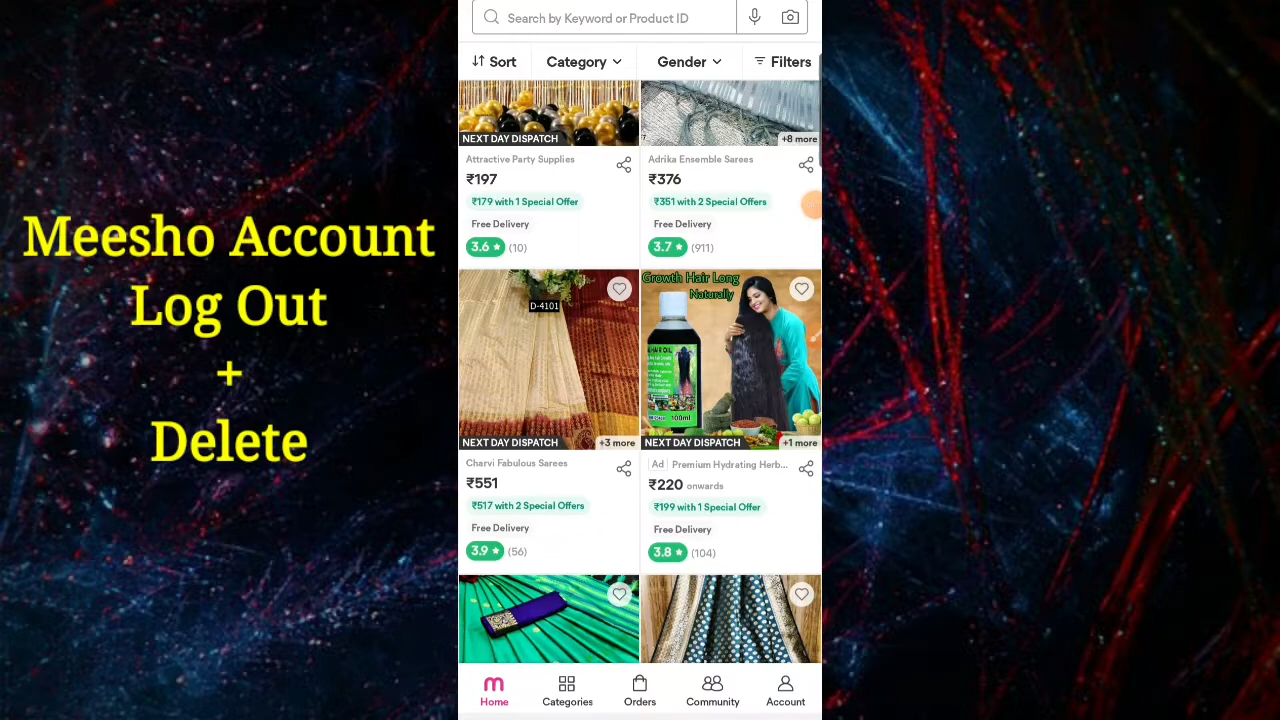 Meesho Account
Log Out
+
Delete
Search by Keyword or Product ID
Sort
Category
Gender
Filters
NEXT DAY DISPATCH
7
+8 more
Attractive Party Supplies
₹197
₹179 with 1 Special Offer
Free Delivery
3.6 ★ (10)
Adrika Ensemble Sarees
₹376
₹351 with 2 Special Offers
Free Delivery
3.7 ★ (911)
D-4101
NEXT DAY DISPATCH
+3 more
Growth Hair Long
Naturally
HAIR OIL
100ml
NEXT DAY DISPATCH
+1 more
Charvi Fabulous Sarees
₹551
₹517 with 2 Special Offers
Free Delivery
3.9 ★ (56)
Ad Premium Hydrating Herb...
₹220 onwards
₹199 with 1 Special Offer
Free Delivery
3.8 ★ (104)
Home
Categories
Orders
Community
Account